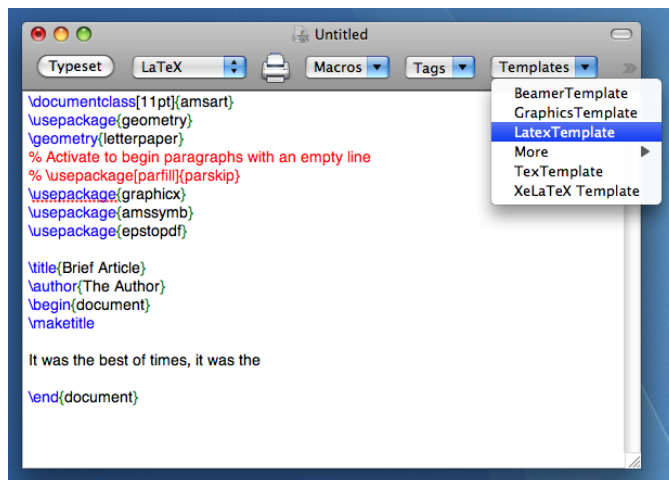 Untitled
Typeset LaTeX Macros Tags Templates
BeamerTemplate
GraphicsTemplate
LatexTemplate
More
TexTemplate
XeLaTeX Template
\documentclass[11pt]{amsart}
\usepackage{geometry}
\geometry{letterpaper}
% Activate to begin paragraphs with an empty line
% \usepackage[parfill]{parskip}
\usepackage{graphicx}
\usepackage{amssymb}
\usepackage{epstopdf}
\title{Brief Article}
\author{The Author}
\begin{document}
\maketitle
It was the best of times, it was the
\end{document}